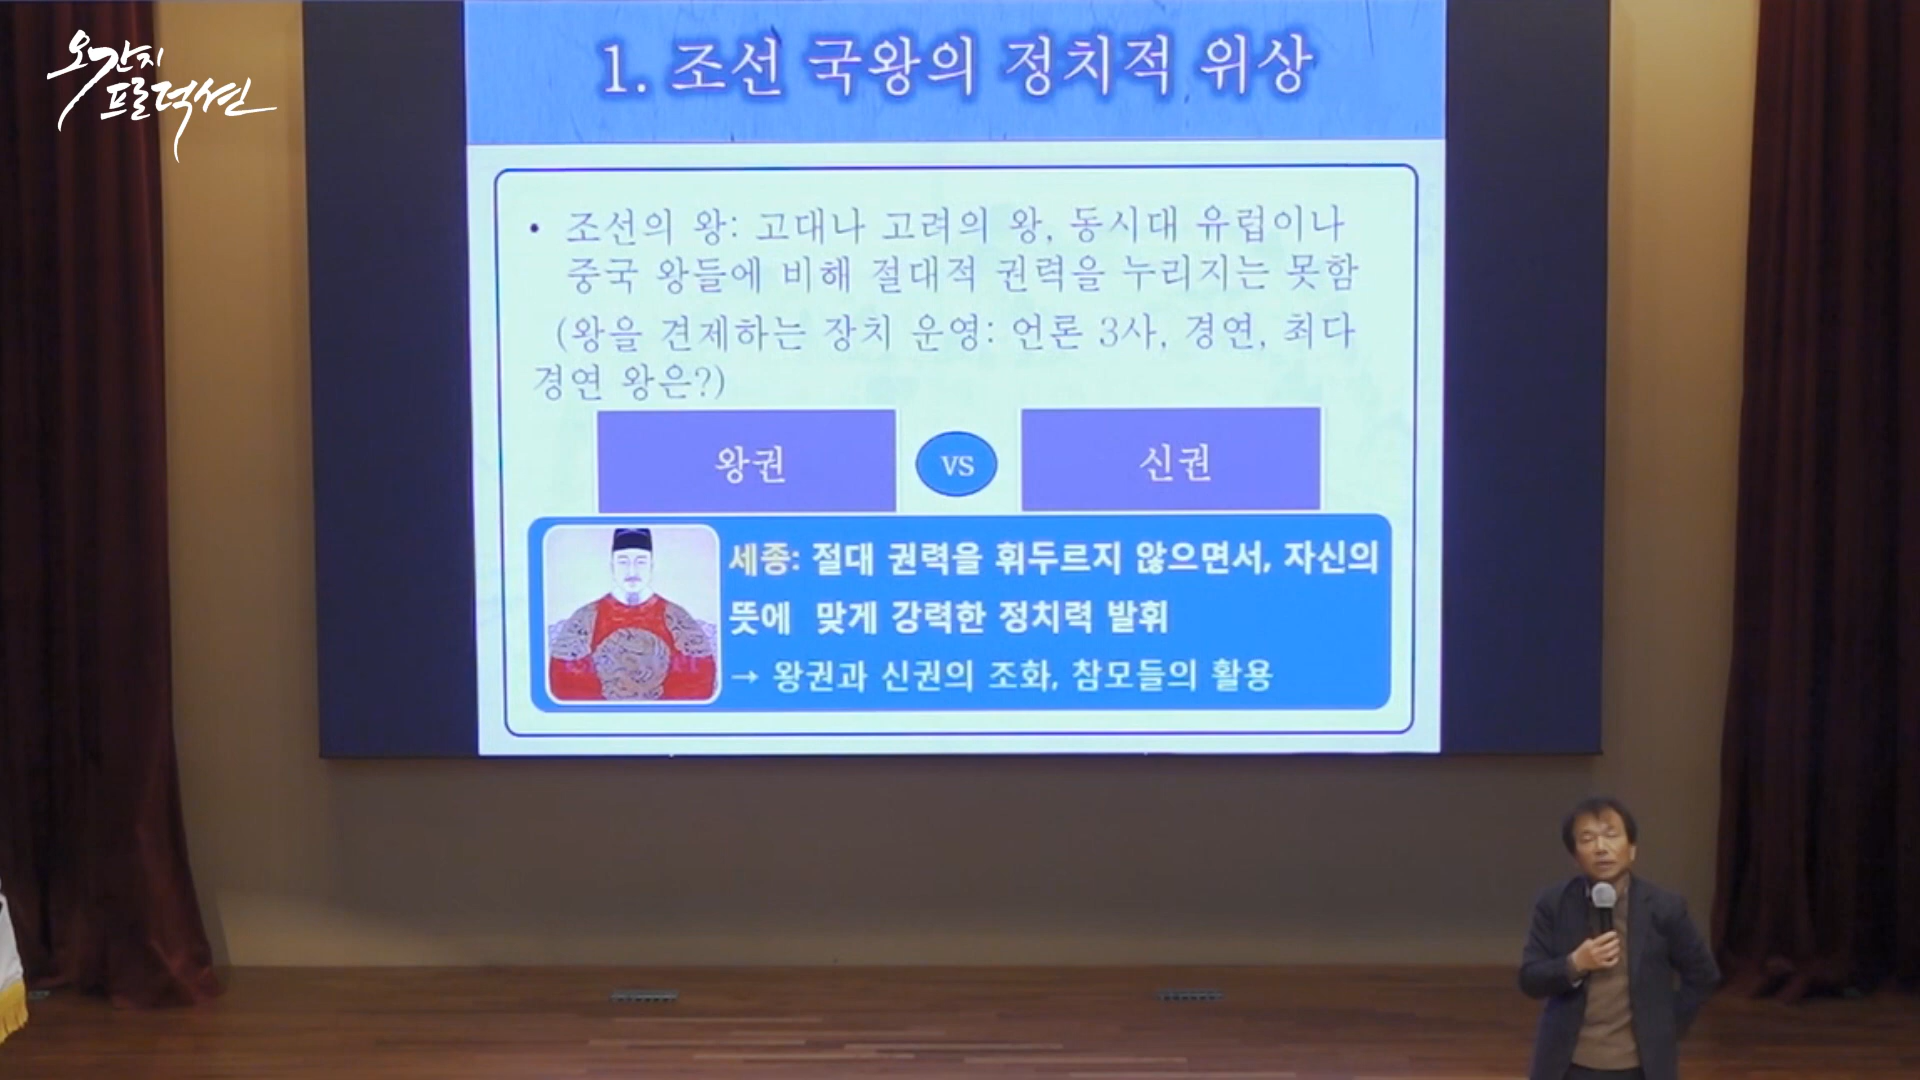 옷간지
프로덕션
1. 조선 국왕의 정치적 위상
• 조선의 왕: 고대나 고려의 왕, 동시대 유럽이나
중국 왕들에 비해 절대적 권력을 누리지는 못함
(왕을 견제하는 장치 운영: 언론 3사, 경연, 최다
경연 왕은?)
왕권 vs 신권
세종: 절대 권력을 휘두르지 않으면서, 자신의
뜻에 맞게 강력한 정치력 발휘
→ 왕권과 신권의 조화, 참모들의 활용